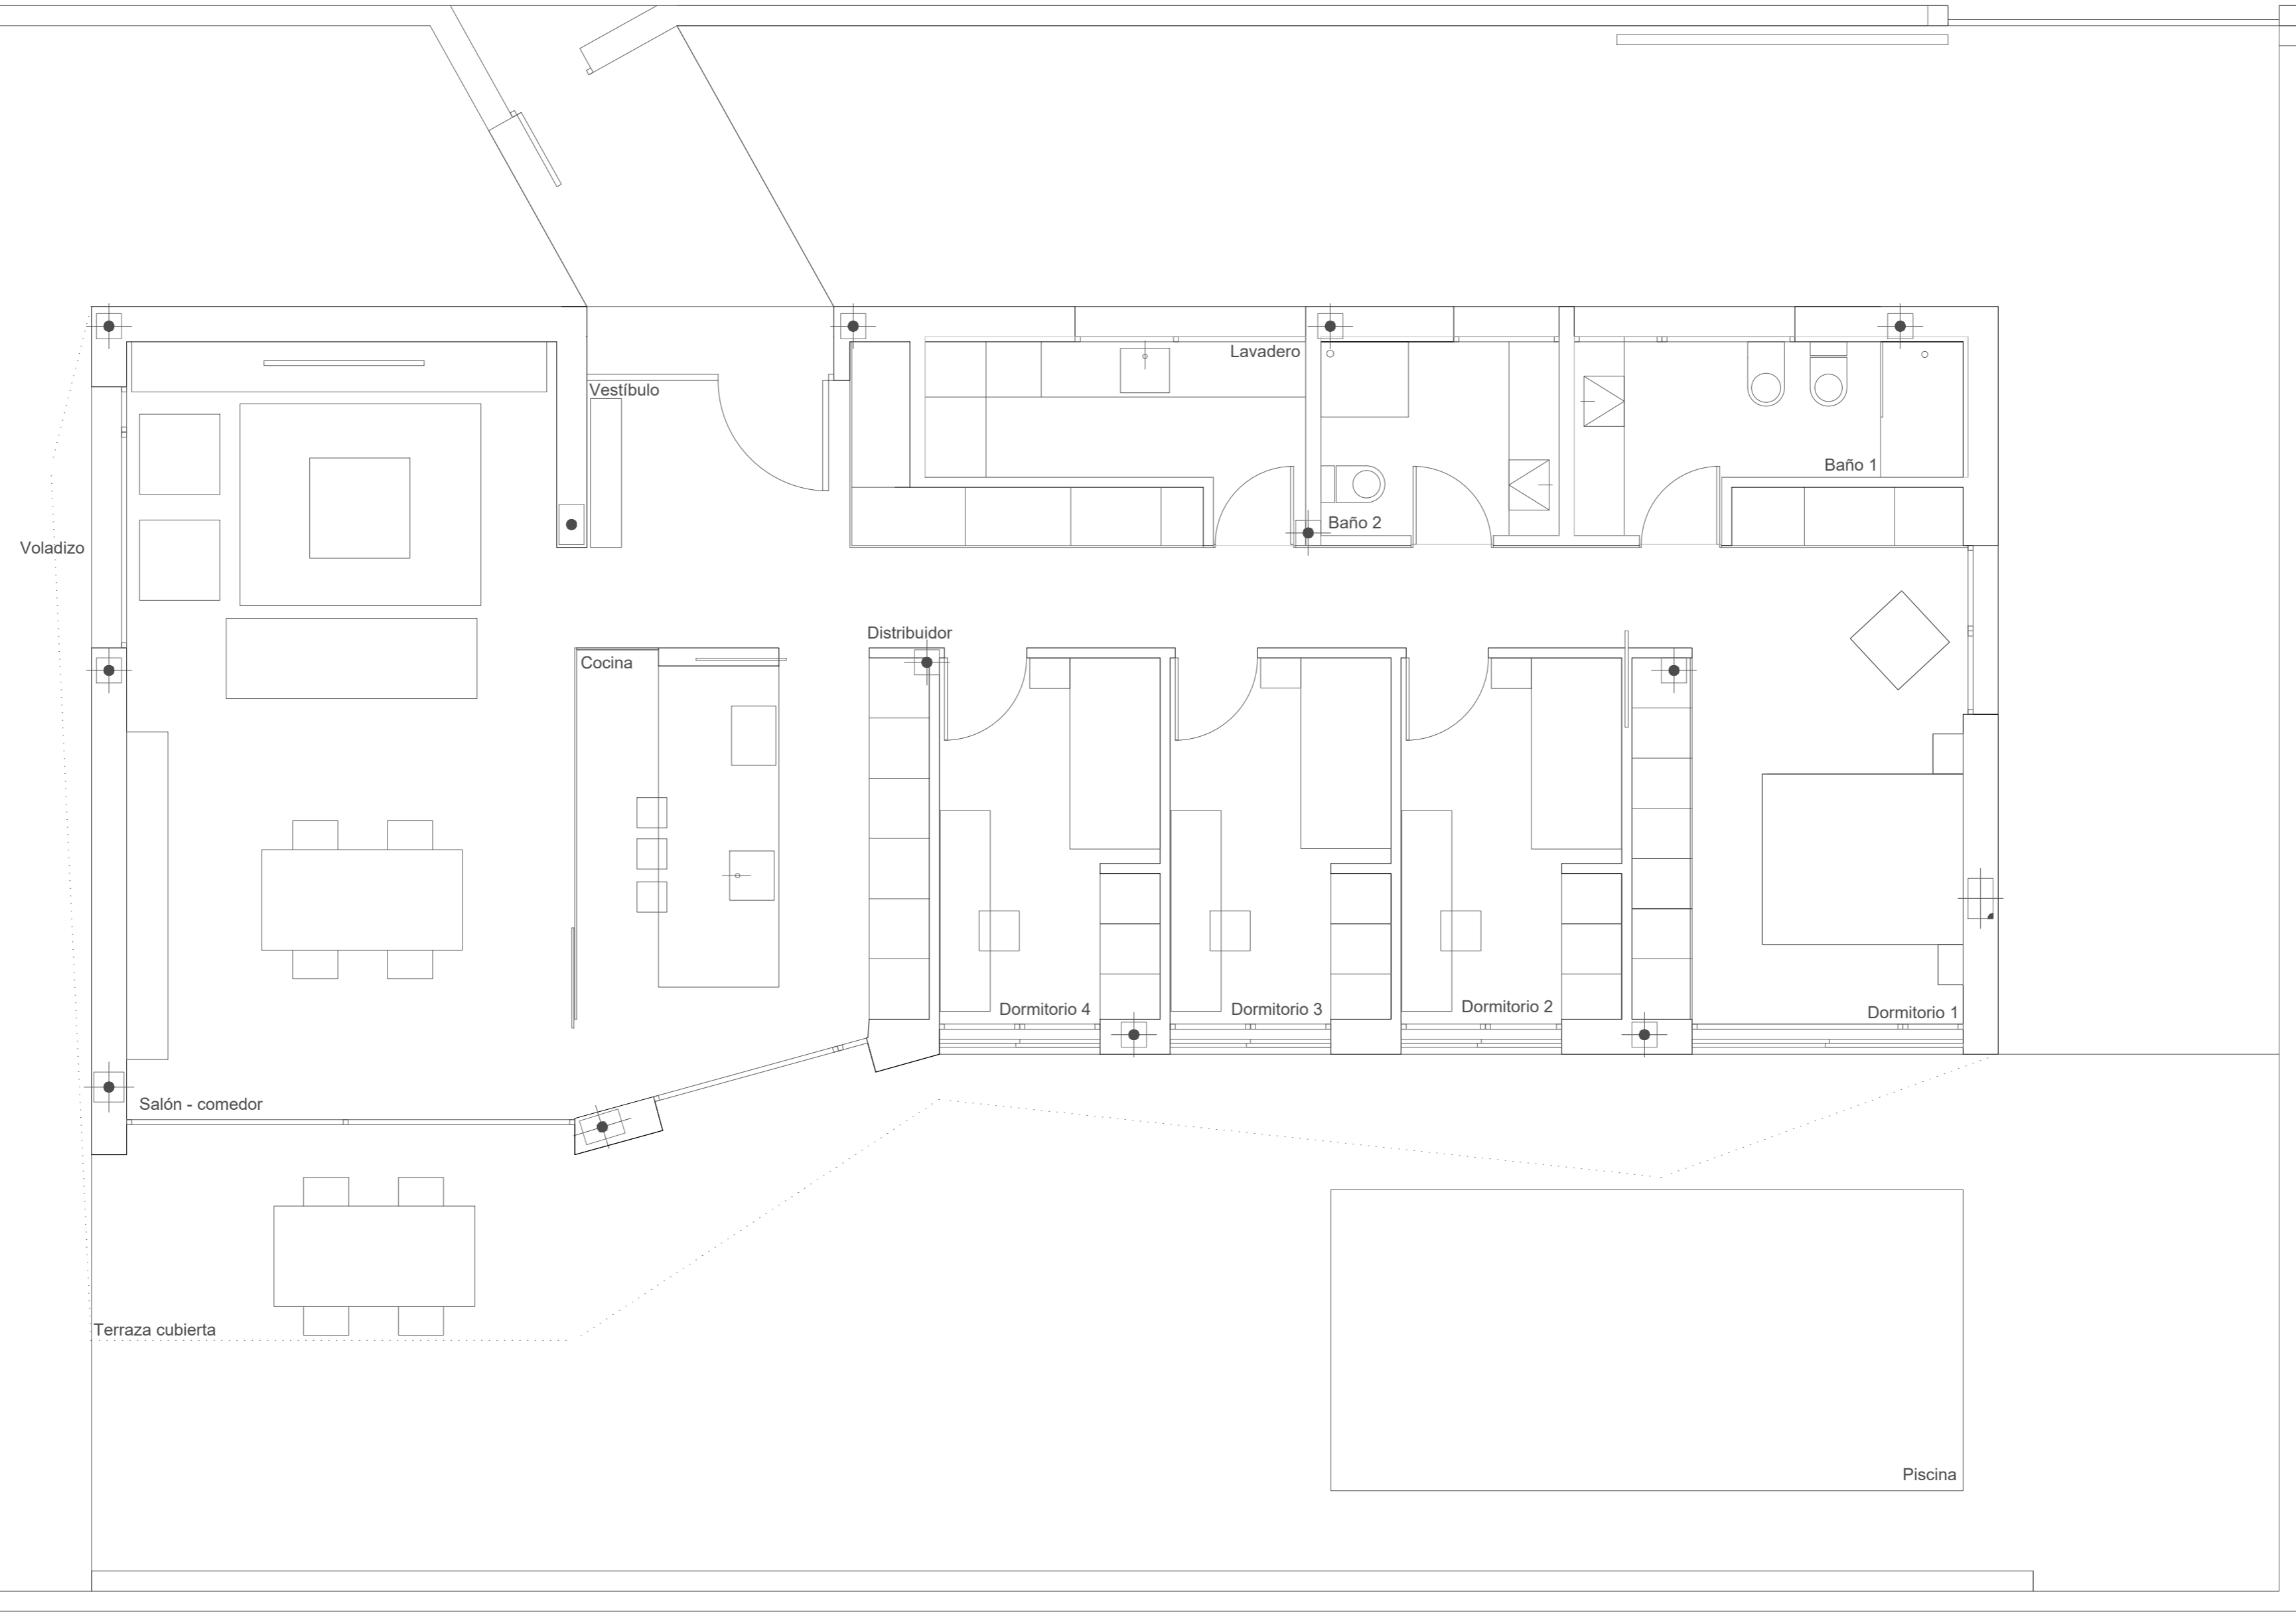 Lavadero
Vestíbulo
Baño 1
Baño 2
Voladizo
Distribuidor
Cocina
Dormitorio 4
Dormitorio 3
Dormitorio 2
Dormitorio 1
Salón - comedor
Terraza cubierta
Piscina